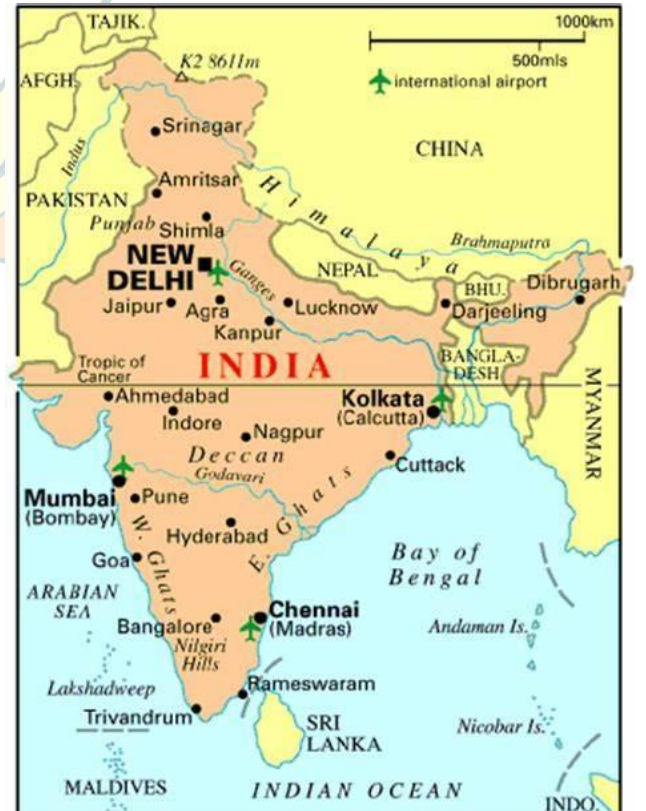 TAJIK.
1000km
500mls
K2 8611m
AFGH.
international airport
Srinagar
CHINA
Indus
Amritsar
PAKISTAN
Himalaya
Punjab
Shimla
Brahmaputra
NEW
DELHI
Ganges
NEPAL
BHU.
Dibrugarh
Jaipur
Agra
Lucknow
Darjeeling
Kanpur
BANGLA-
DESH
INDIA
Tropic of
Cancer
MYANMAR
Ahmedabad
Kolkata
(Calcutta)
Indore
Nagpur
Deccan
Godavari
Cuttack
Mumbai
(Bombay)
Pune
W. Ghats
E. Ghats
Hyderabad
Goa
Bay of
Bengal
ARABIAN
SEA
Chennai
(Madras)
Bangalore
Andaman Is.
Nilgiri
Hills
Lakshadweep
Rameswaram
Trivandrum
SRI
LANKA
Nicobar Is.
MALDIVES
INDIAN OCEAN
INDO.